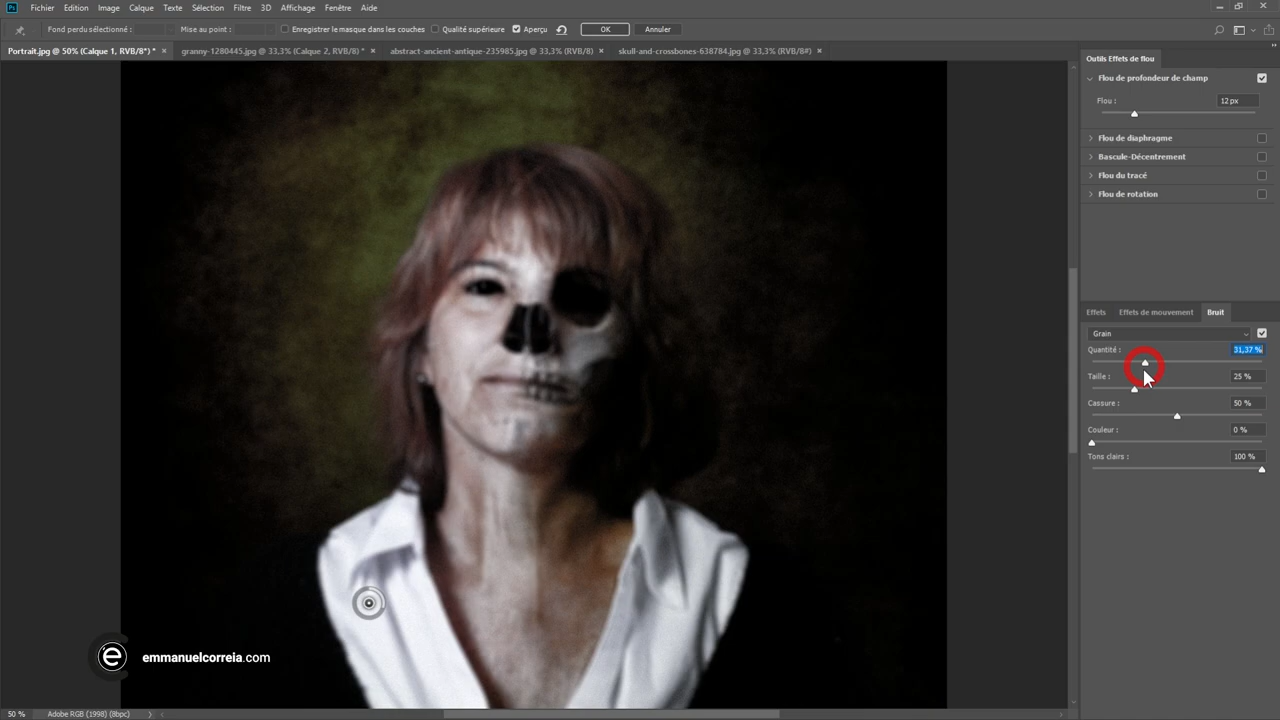 Ps Fichier Edition Image Calque Texte Sélection Filtre 3D Affichage Fenêtre Aide
Fond perdu sélectionné : Mise au point : Enregistrer le masque dans les couches Qualité supérieure Aperçu OK Annuler
Portrait.jpg @ 50% (Calque 1, RVB/8*) * × granny-1280445.jpg @ 33,3% (Calque 2, RVB/8) * × abstract-ancient-antique-235985.jpg @ 33,3% (RVB/8) × skull-and-crossbones-638784.jpg @ 33,3% (RVB/8#) ×
Outils Effets de flou
Flou de profondeur de champ
Flou : 12 px
Flou de diaphragme
Bascule-Décentrement
Flou du tracé
Flou de rotation
Effets Effets de mouvement Bruit
Grain
Quantité : 31,37 %
Taille : 25 %
Cassure : 50 %
Couleur : 0 %
Tons clairs : 100 %
e emmanuelcorreia.com
50 % Adobe RGB (1998) (8bpc)